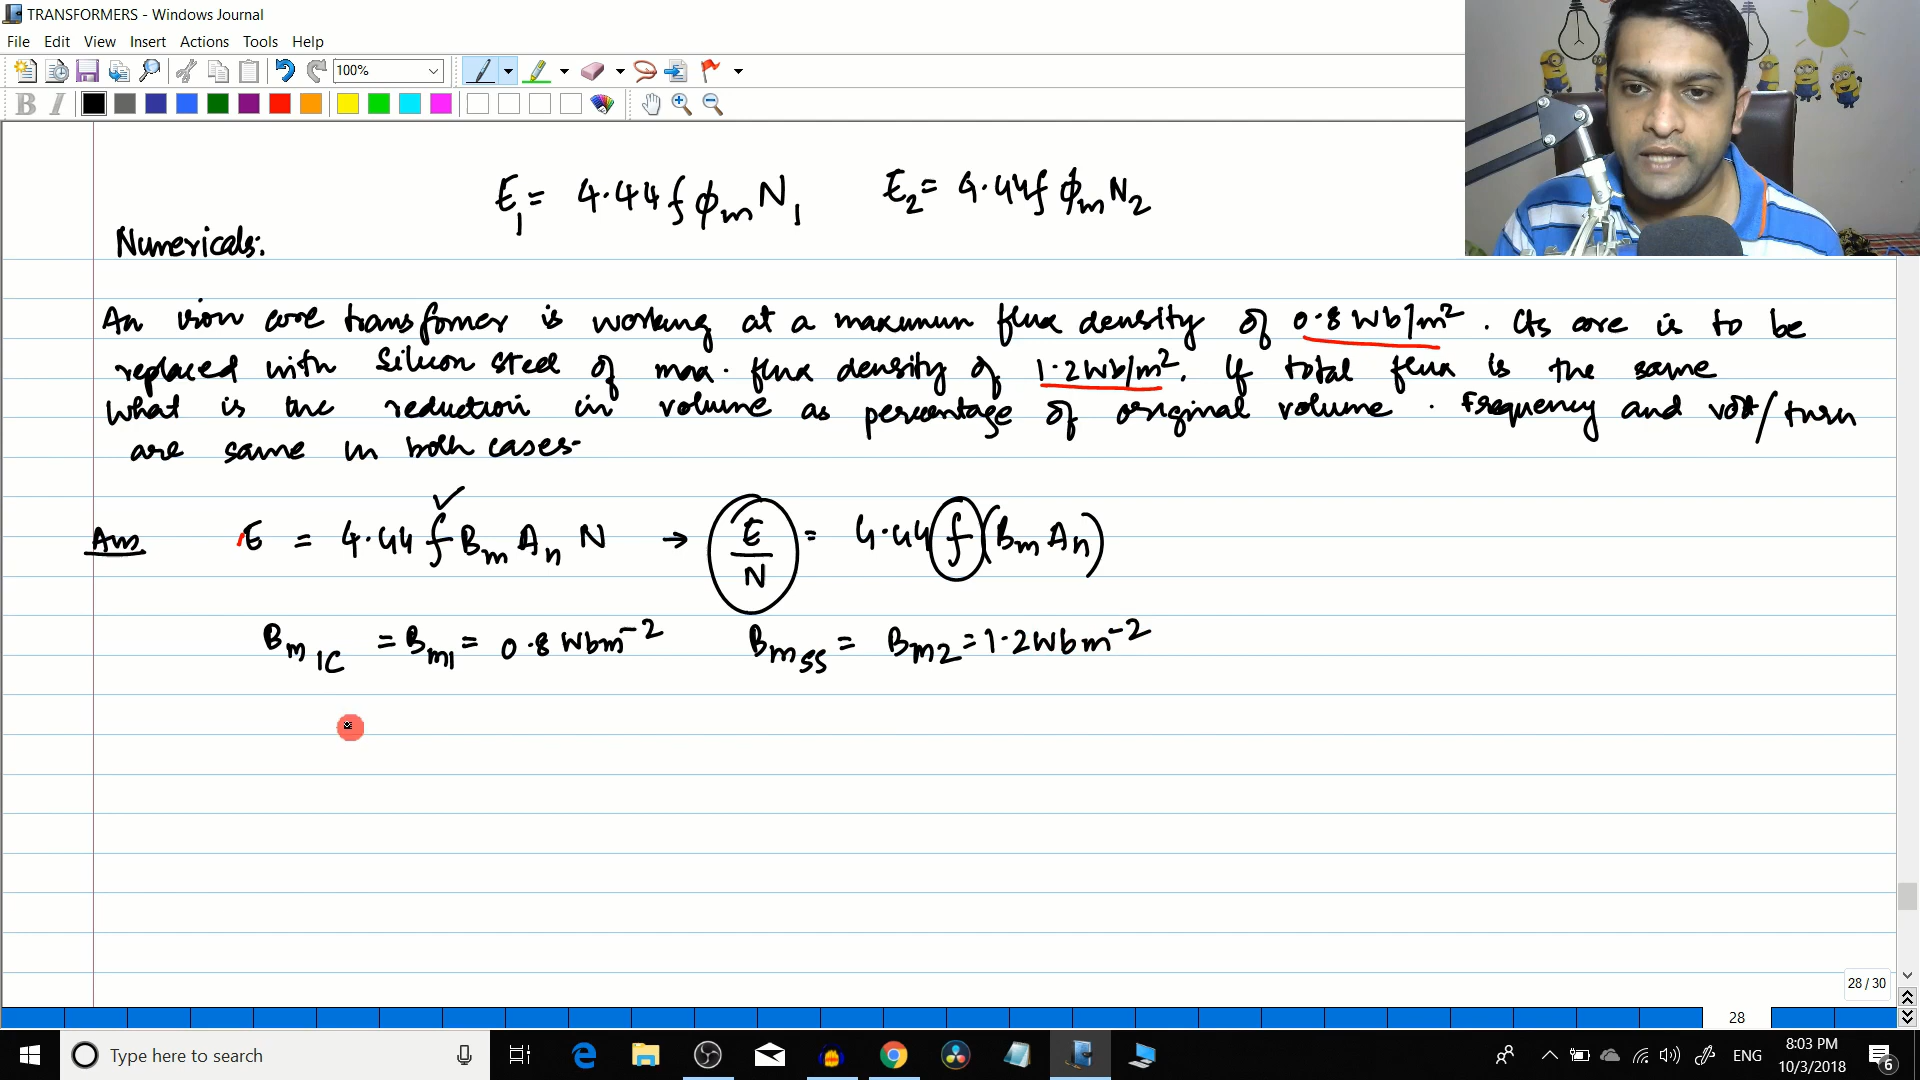 TRANSFORMERS - Windows Journal
File Edit View Insert Actions Tools Help
100%
B I
E₁ = 4.44 f ϕₘ N₁ E₂ = 4.44 f ϕₘ N₂
Numericals:
An iron core transformer is working at a maximum flux density of 0.8 Wb/m². Its core is to be
replaced with Silicon steel of max. flux density of 1.2 Wb/m². If total flux is the same
what is the reduction in volume as percentage of original volume. Frequency and volt/turn
are same in both cases.
Ans E = 4.44 f Bₘ Aₙ N → E/N = 4.44 f (Bₘ Aₙ)
Bm IC = Bm1 = 0.8 Wbm⁻² Bm SS = Bm2 = 1.2 Wbm⁻²
28 / 30
28
Type here to search
ENG
8:03 PM
10/3/2018
6